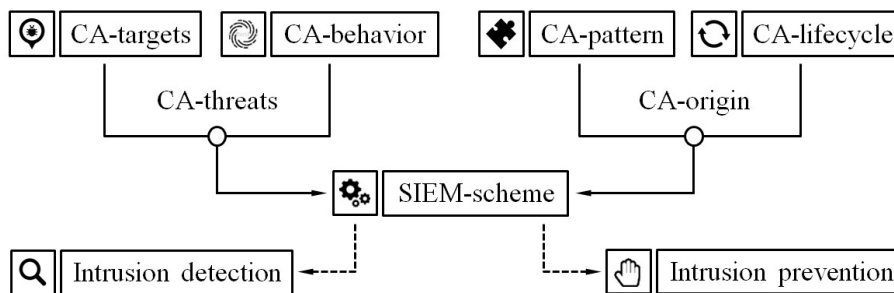 CA-targets
CA-behavior
CA-pattern
CA-lifecycle
CA-threats
CA-origin
SIEM-scheme
Intrusion detection
Intrusion prevention